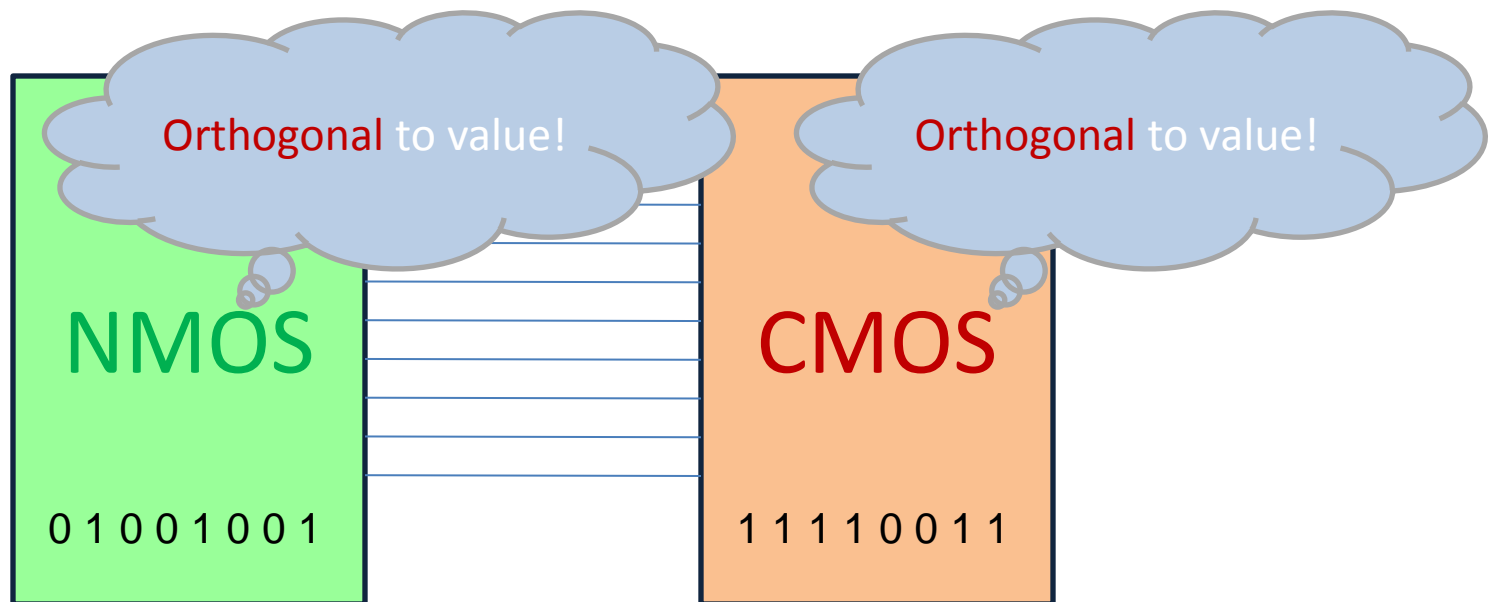 Orthogonal to value!
Orthogonal to value!
NMOS
CMOS
0 1 0 0 1 0 0 1
1 1 1 1 0 0 1 1